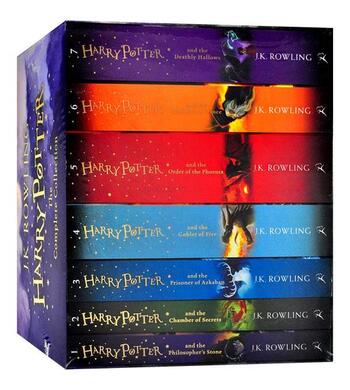 7 HARRY POTTER and the Deathly Hallows J.K. ROWLING
6 HARRY POTTER and the J.K. ROWLING
5 HARRY POTTER and the Order of the Phoenix J.K. ROWLING
4 HARRY POTTER and the Goblet of Fire J.K. ROWLING
3 HARRY POTTER and the Prisoner of Azkaban J.K. ROWLING
2 HARRY POTTER and the Chamber of Secrets J.K. ROWLING
1 HARRY POTTER and the Philosopher's Stone J.K. ROWLING
J.K. ROWLING
HARRY POTTER
The Complete Collection